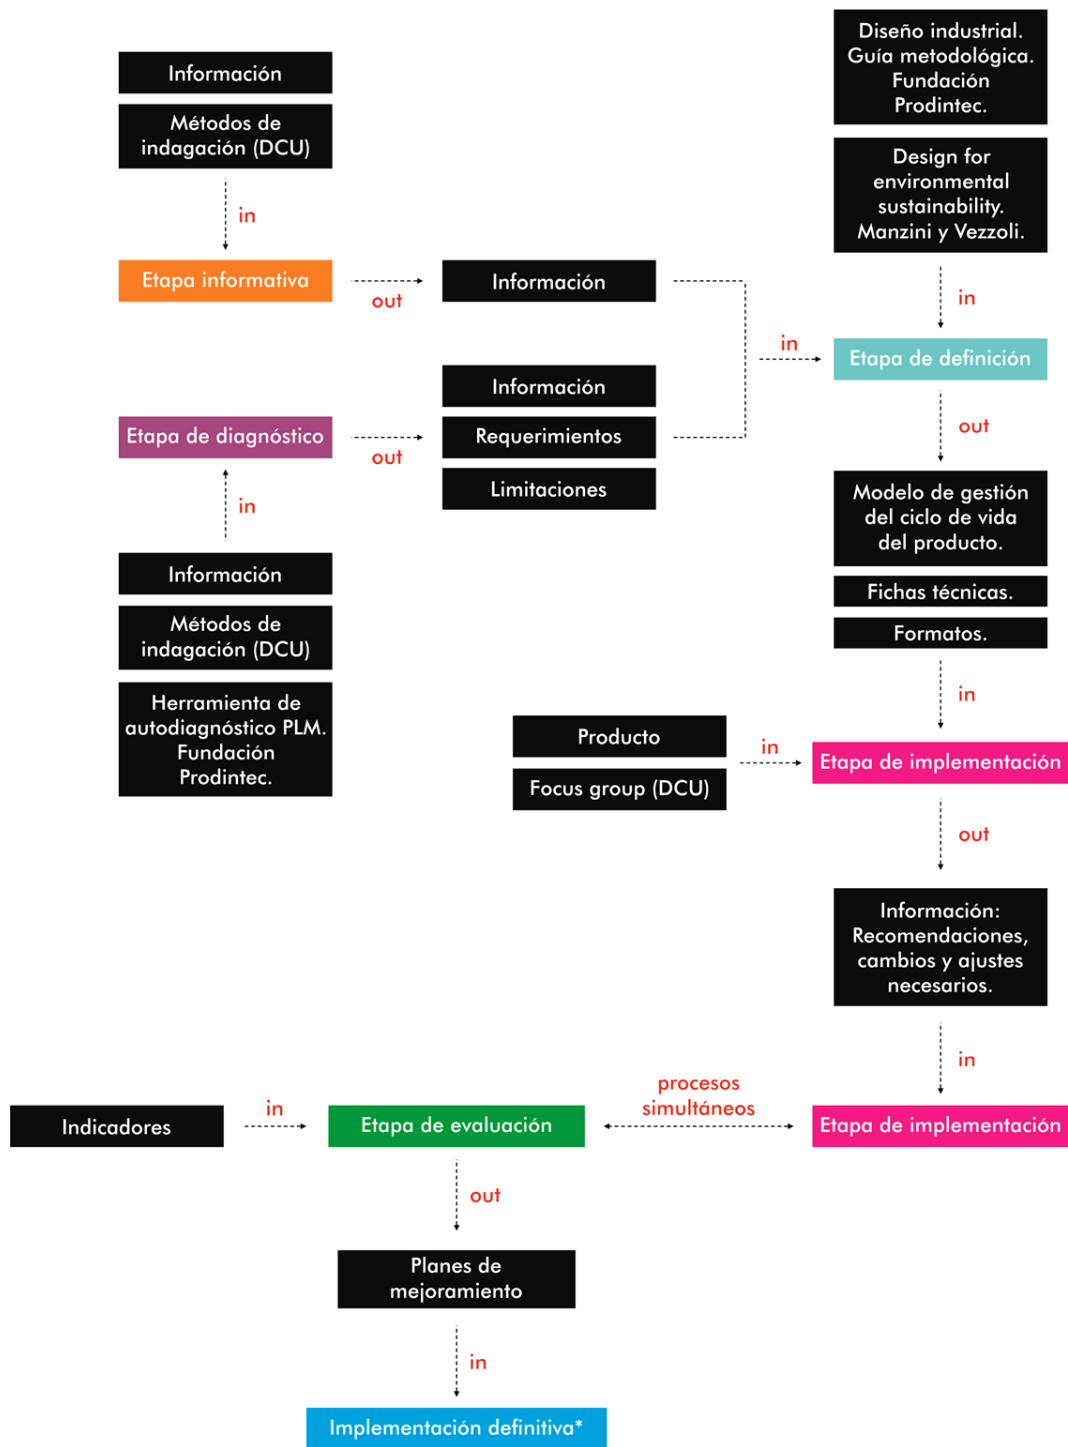 Información
Métodos de
indagación (DCU)
in
Etapa informativa
out
Información
Información
Requerimientos
Limitaciones
Etapa de diagnóstico
out
in
Información
Métodos de
indagación (DCU)
Herramienta de
autodiagnóstico PLM.
Fundación
Prodintec.
Diseño industrial.
Guía metodológica.
Fundación
Prodintec.
Design for
environmental
sustainability.
Manzini y Vezzoli.
in
in
Etapa de definición
out
Modelo de gestión
del ciclo de vida
del producto.
Fichas técnicas.
Formatos.
in
Producto
Focus group (DCU)
in
Etapa de implementación
out
Información:
Recomendaciones,
cambios y ajustes
necesarios.
in
Etapa de implementación
procesos
simultáneos
Indicadores
in
Etapa de evaluación
out
Planes de
mejoramiento
in
Implementación definitiva*